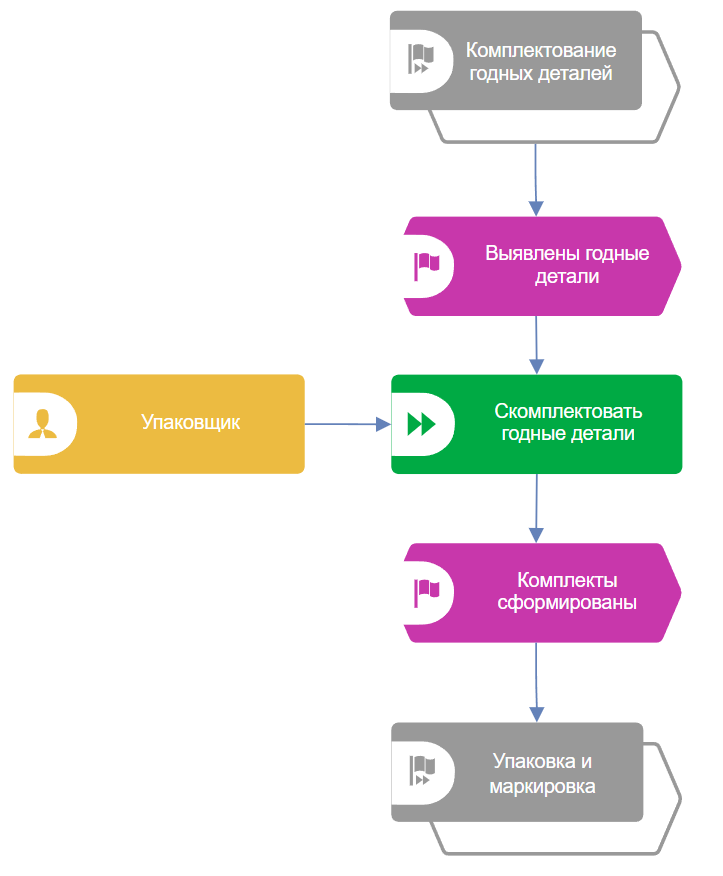 Комплектование
годных деталей
Выявлены годные
детали
Упаковщик
Скомплектовать
годные детали
Комплекты
сформированы
Упаковка и
маркировка